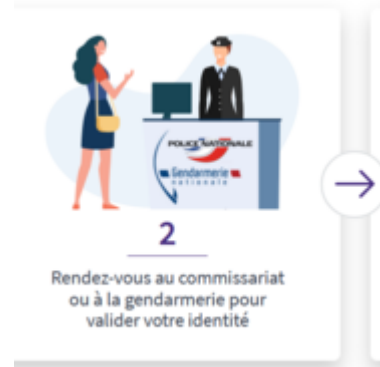 POLICE NATIONALE
Gendarmerie
nationale
2
Rendez-vous au commissariat
ou à la gendarmerie pour
valider votre identité